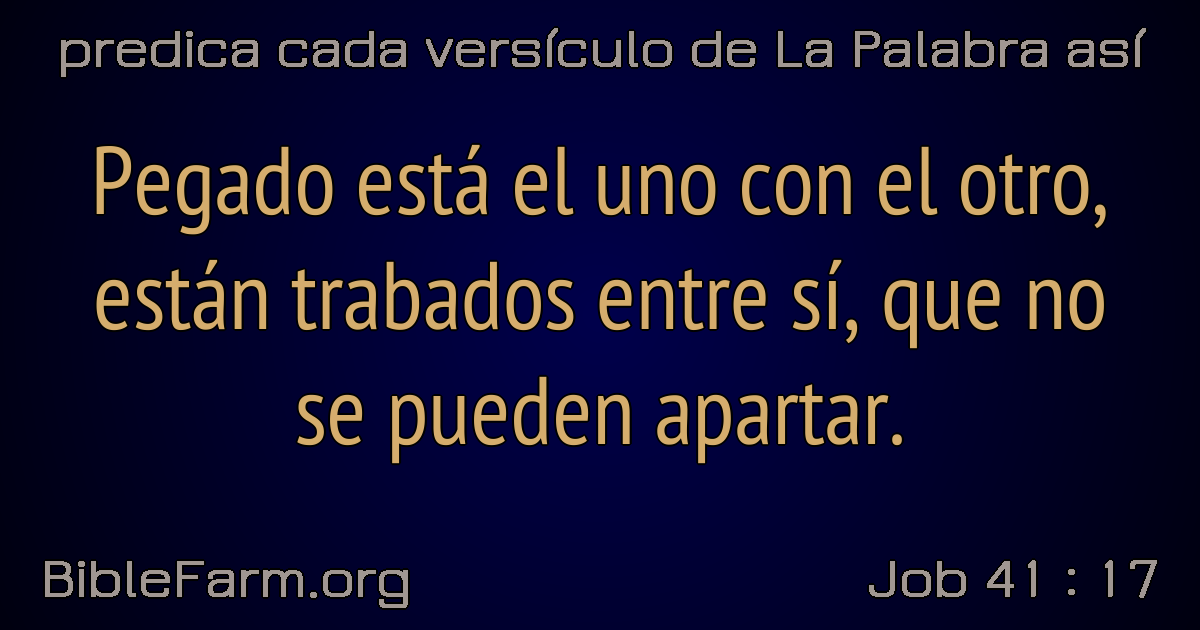 predica cada versículo de La Palabra así
Pegado está el uno con el otro,
están trabados entre sí, que no
se pueden apartar.
BibleFarm.org
Job 41 : 17